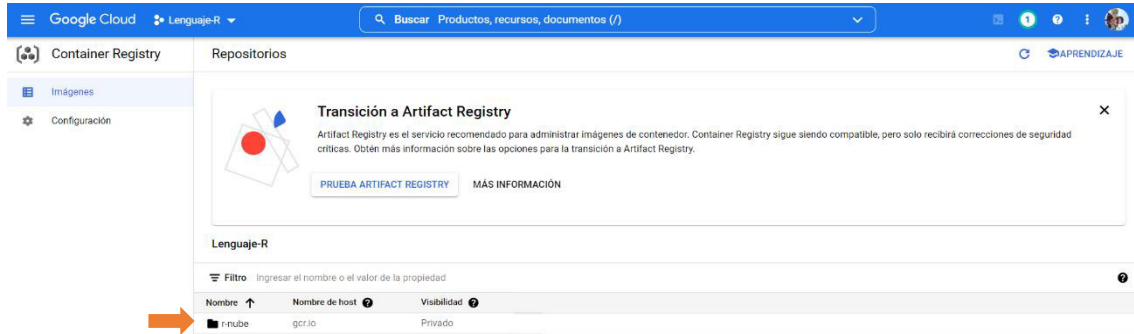 Google Cloud Lenguaje-R Buscar Productos, recursos, documentos (/) 1
Container Registry Repositorios APRENDIZAJE
Imágenes
Configuración
Transición a Artifact Registry
Artifact Registry es el servicio recomendado para administrar imágenes de contenedor. Container Registry sigue siendo compatible, pero solo recibirá correcciones de seguridad
críticas. Obtén más información sobre las opciones para la transición a Artifact Registry.
PRUEBA ARTIFACT REGISTRY MÁS INFORMACIÓN
Lenguaje-R
Filtro Ingresar el nombre o el valor de la propiedad
Nombre Nombre de host Visibilidad
r-nube gcr.io Privado